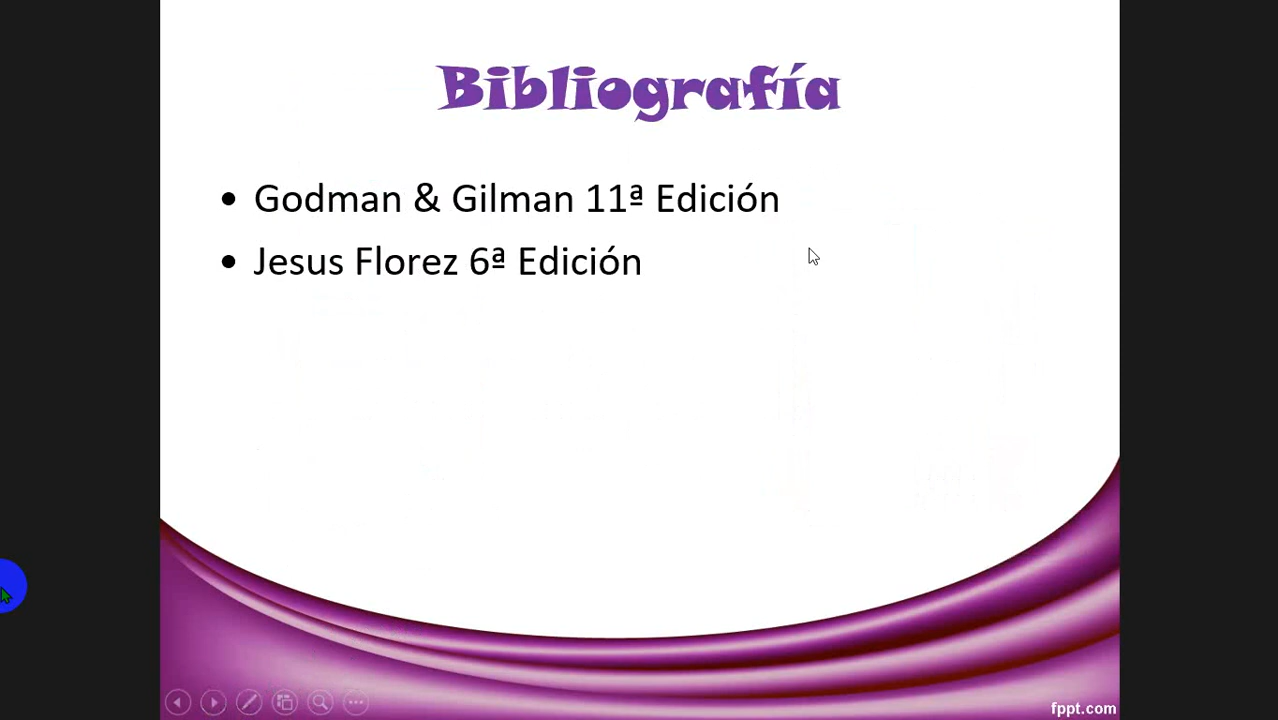 Bibliografía
• Godman & Gilman 11ª Edición
• Jesus Florez 6ª Edición
fppt.com